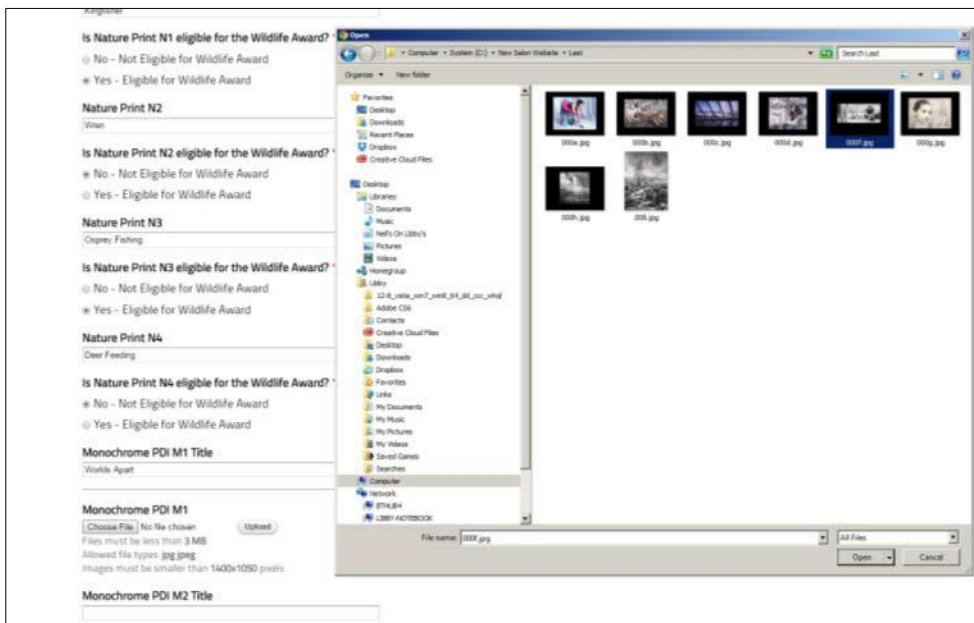 Kingfisher
Is Nature Print N1 eligible for the Wildlife Award? *
No - Not Eligible for Wildlife Award
Yes - Eligible for Wildlife Award
Nature Print N2
Wren
Is Nature Print N2 eligible for the Wildlife Award? *
No - Not Eligible for Wildlife Award
Yes - Eligible for Wildlife Award
Nature Print N3
Osprey Fishing
Is Nature Print N3 eligible for the Wildlife Award? *
No - Not Eligible for Wildlife Award
Yes - Eligible for Wildlife Award
Nature Print N4
Deer Feeding
Is Nature Print N4 eligible for the Wildlife Award? *
No - Not Eligible for Wildlife Award
Yes - Eligible for Wildlife Award
Monochrome PDI M1 Title
Worlds Apart
Monochrome PDI M1
Choose File No file chosen Upload
Files must be less than 3 MB
Allowed file types jpg jpeg
Images must be smaller than 1400x1050 pixels
Monochrome PDI M2 Title
Open
Computer System (C:) New Salon Website Last
Search Last
Organize New folder
Favorites
Desktop
Downloads
Recent Places
Dropbox
Creative Cloud Files
Desktop
Libraries
Documents
Music
Neil's On Libby's
Pictures
Videos
Homegroup
Libby
Adobe CS6
Contacts
Creative Cloud Files
Desktop
Downloads
Dropbox
Favorites
Links
My Documents
My Music
My Pictures
My Videos
Saved Games
Searches
Computer
Network
BTHUB4
LIBBY-NOTEBOOK
000a.jpg 000b.jpg 000c.jpg 000d.jpg 000f.jpg 000g.jpg
000h.jpg 008.jpg
File name: 000f.jpg
All Files
Open Cancel